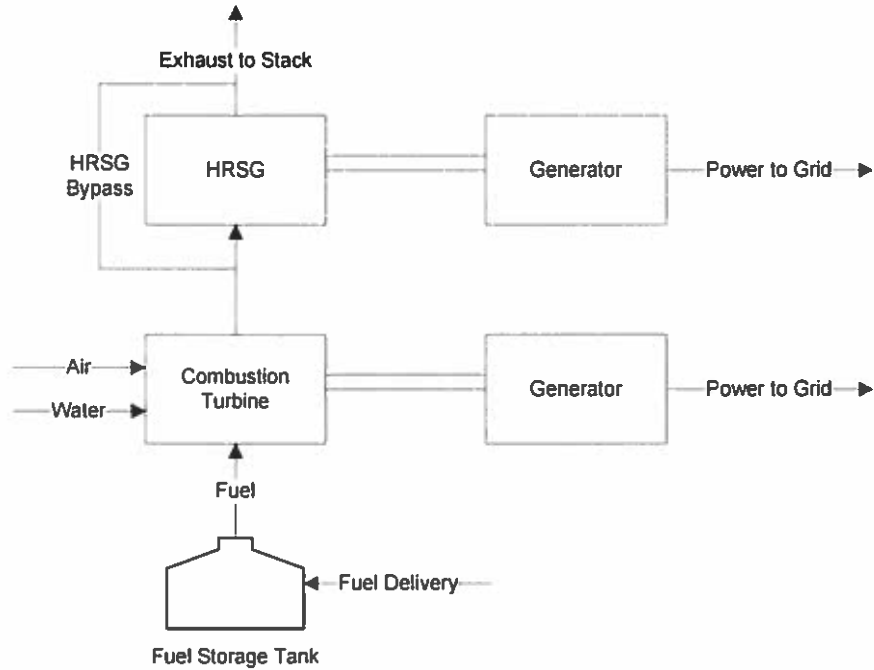 Exhaust to Stack
HRSG
Bypass
HRSG
Generator
Power to Grid
Air
Water
Combustion
Turbine
Generator
Power to Grid
Fuel
Fuel Delivery
Fuel Storage Tank